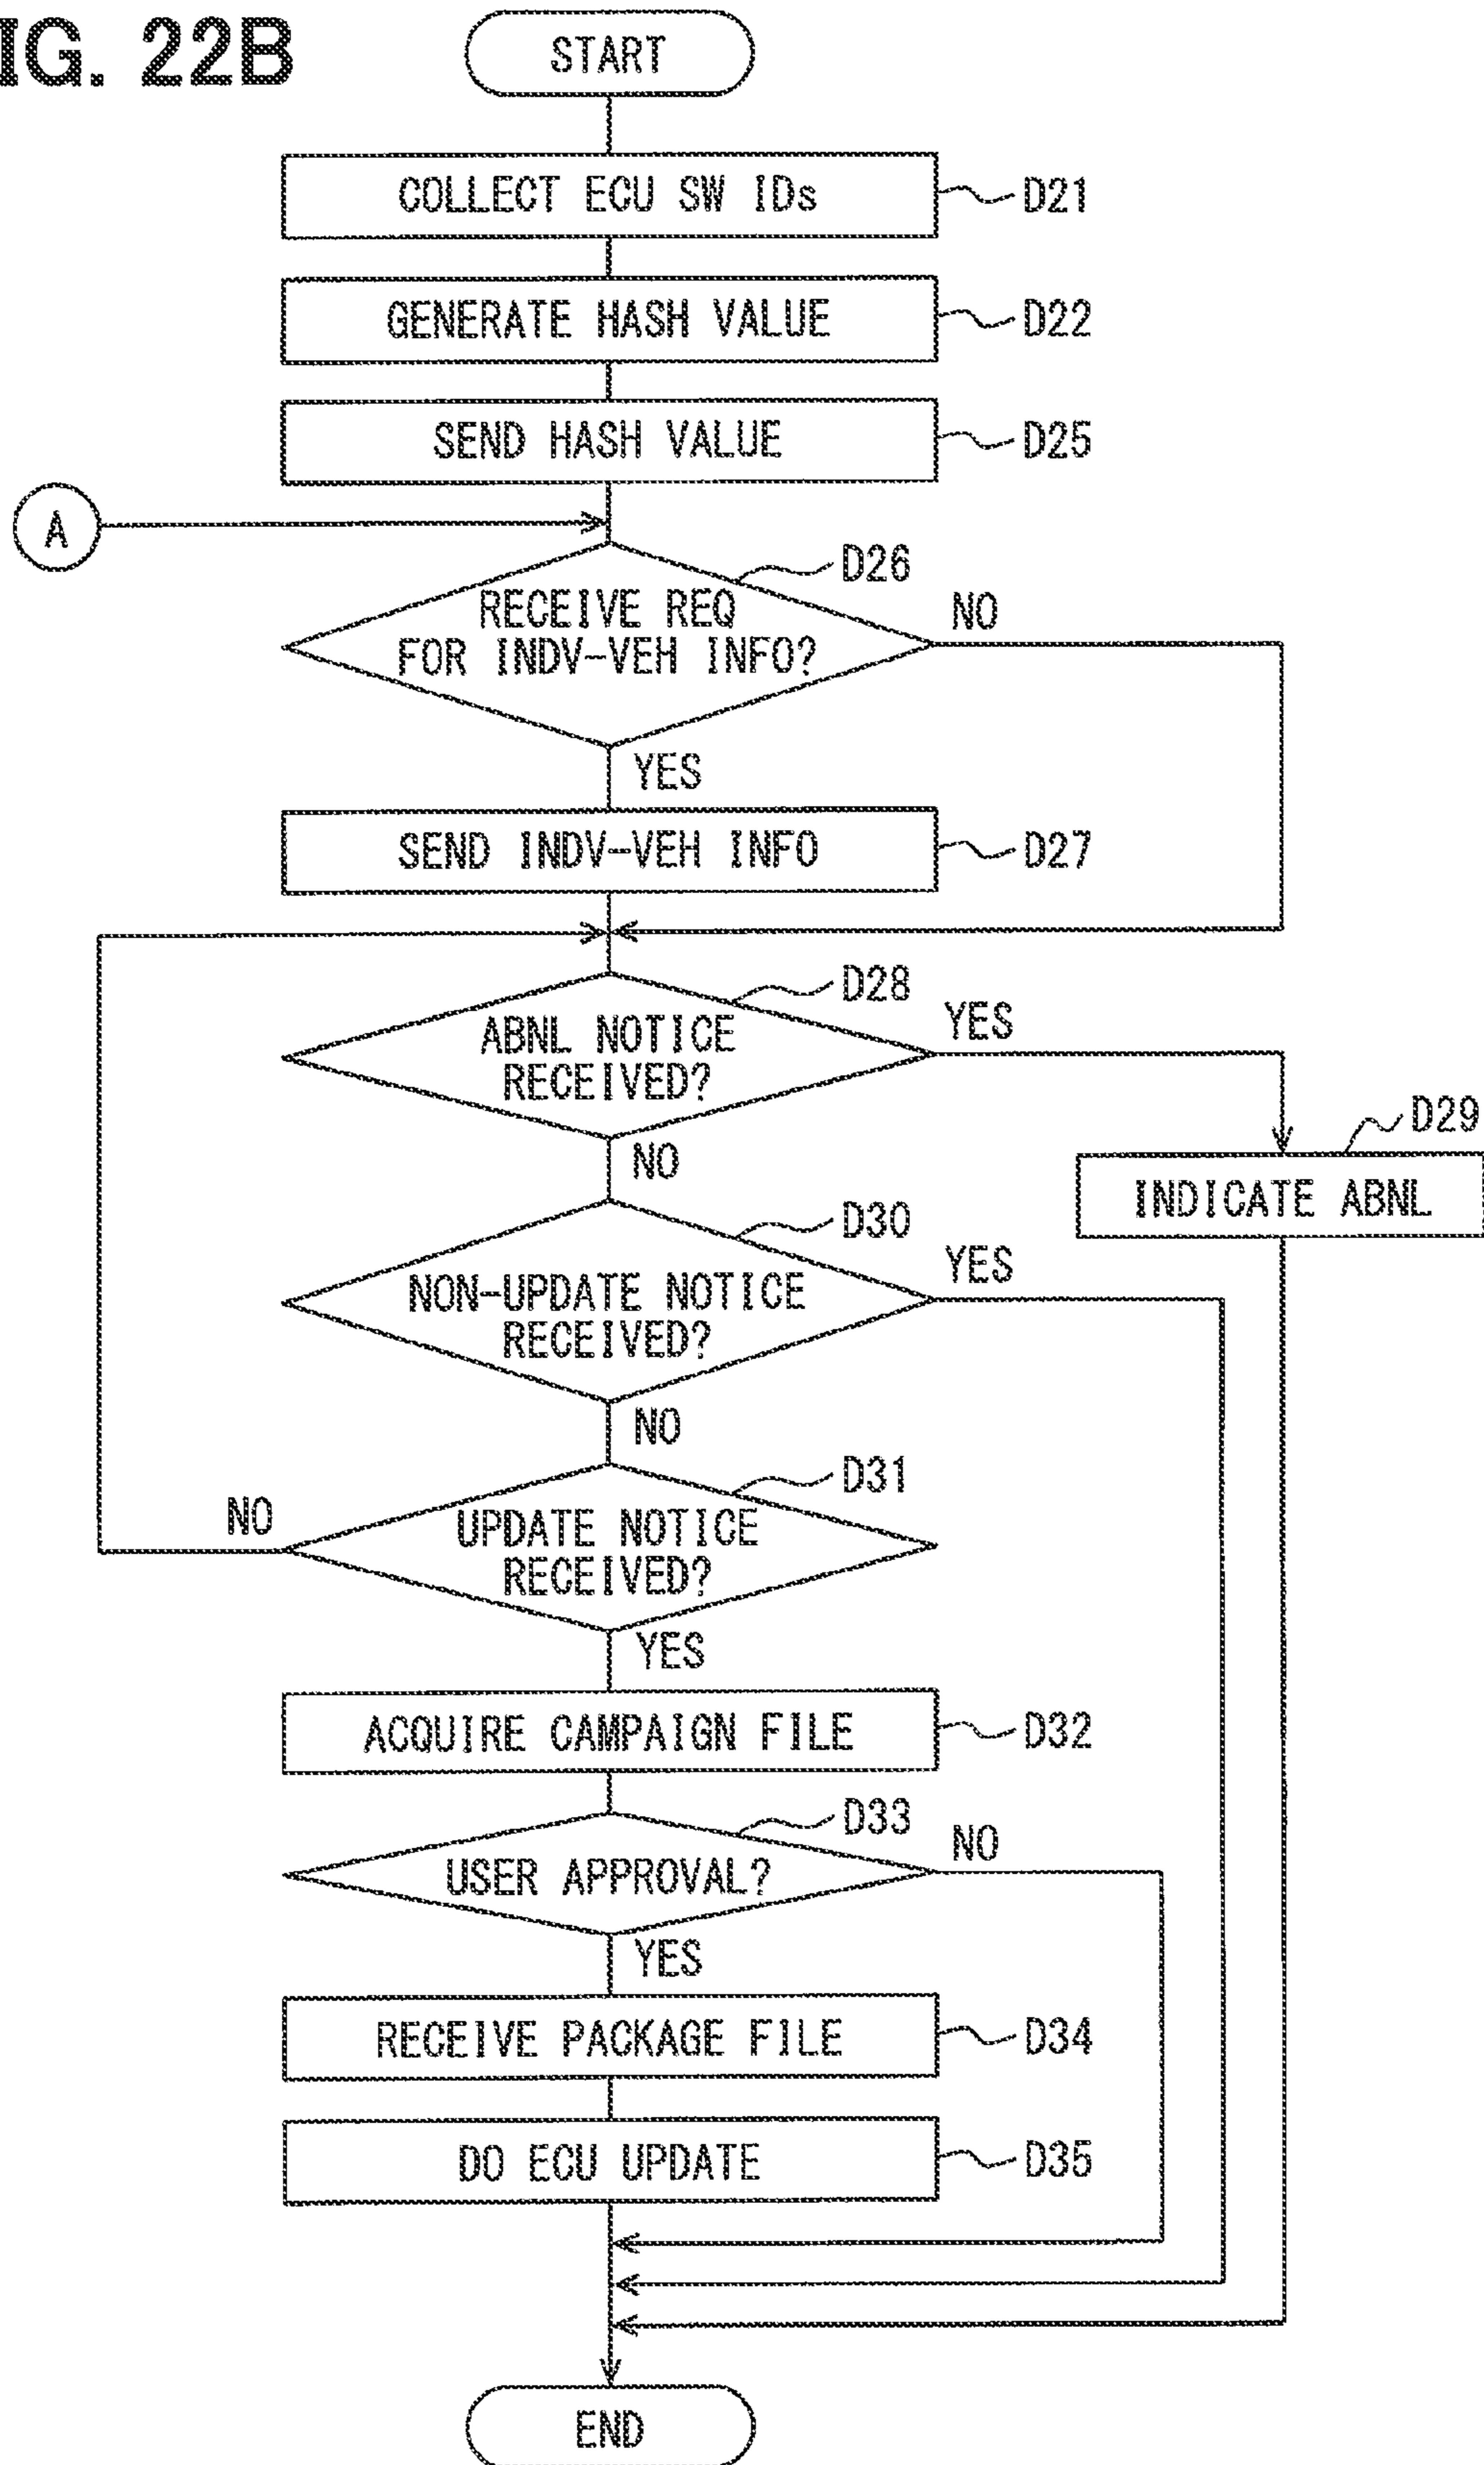 IG. 22B
START
COLLECT ECU SW IDs
D21
GENERATE HASH VALUE
D22
SEND HASH VALUE
D25
A
D26
RECEIVE REQ
FOR INDV-VEH INFO?
NO
YES
SEND INDV-VEH INFO
D27
D28
ABNL NOTICE
RECEIVED?
YES
NO
D29
INDICATE ABNL
D30
NON-UPDATE NOTICE
RECEIVED?
YES
NO
D31
UPDATE NOTICE
RECEIVED?
NO
YES
ACQUIRE CAMPAIGN FILE
D32
D33
USER APPROVAL?
NO
YES
RECEIVE PACKAGE FILE
D34
DO ECU UPDATE
D35
END